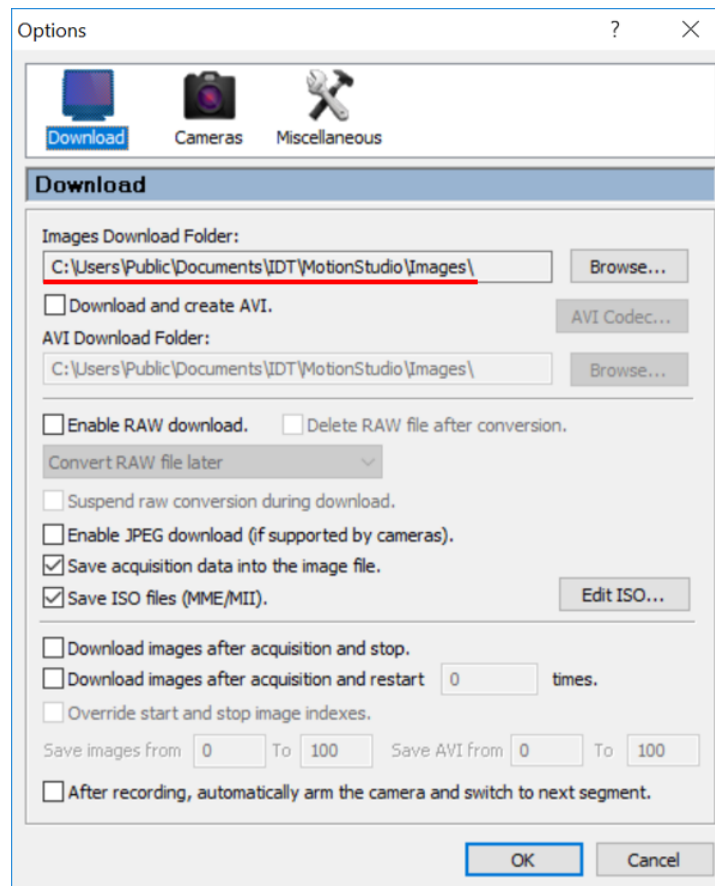 Options
Download Cameras Miscellaneous
Download
Images Download Folder:
C:\Users\Public\Documents\IDT\MotionStudio\Images\ Browse...
Download and create AVI.
AVI Codec...
AVI Download Folder:
C:\Users\Public\Documents\IDT\MotionStudio\Images\ Browse...
Enable RAW download. Delete RAW file after conversion.
Convert RAW file later
Suspend raw conversion during download.
Enable JPEG download (if supported by cameras).
Save acquisition data into the image file.
Save ISO files (MME/MII). Edit ISO...
Download images after acquisition and stop.
Download images after acquisition and restart 0 times.
Override start and stop image indexes.
Save images from 0 To 100 Save AVI from 0 To 100
After recording, automatically arm the camera and switch to next segment.
OK Cancel